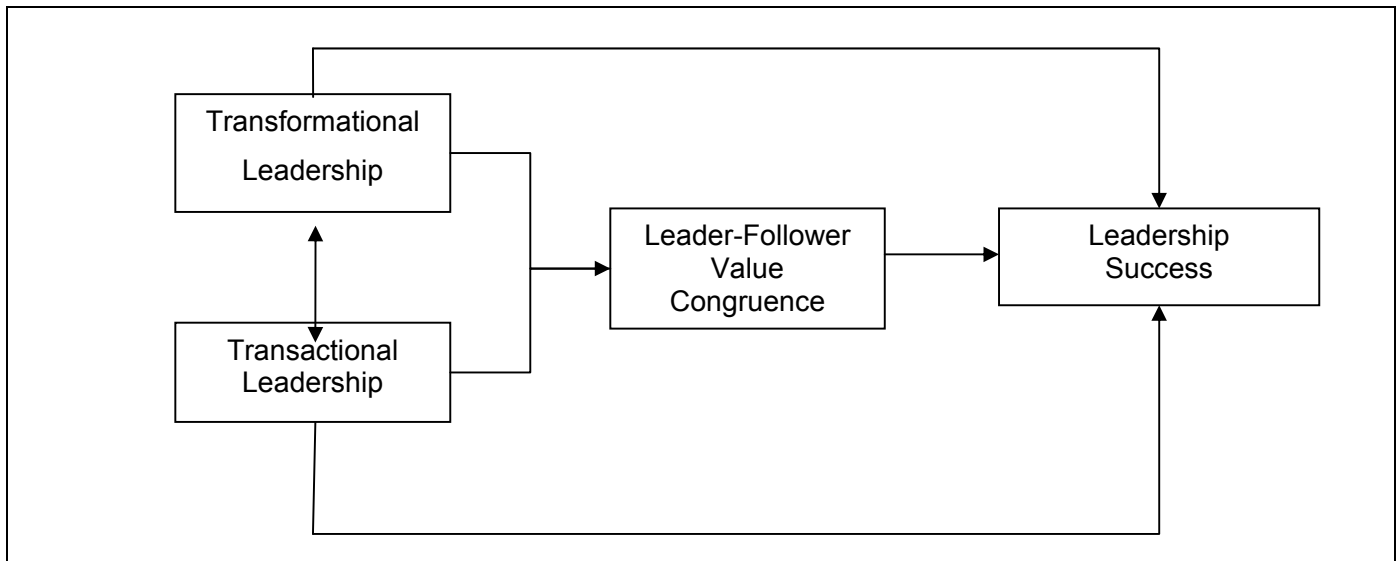 Transformational
Leadership
Transactional
Leadership
Leader-Follower
Value
Congruence
Leadership
Success